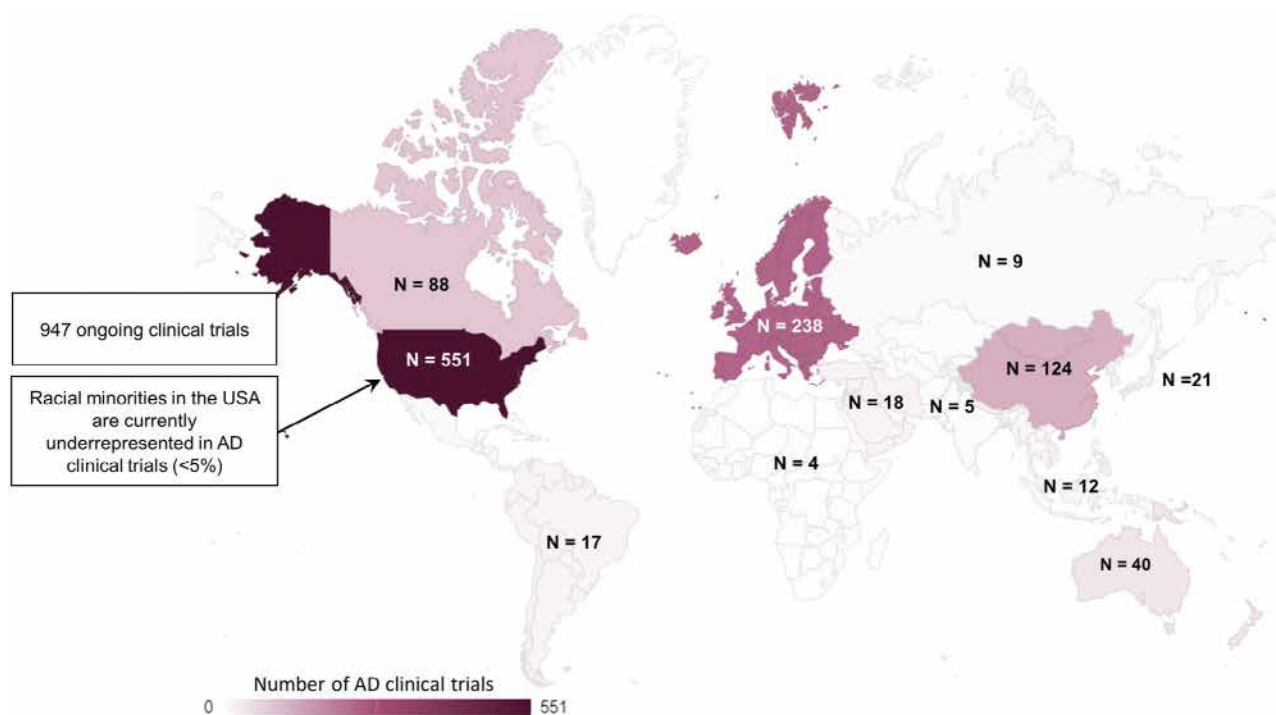 N = 88
N = 9
947 ongoing clinical trials
N = 551
N = 238
N = 124
N =21
Racial minorities in the USA
are currently
underrepresented in AD
clinical trials (<5%)
N = 18
N = 5
N = 4
N = 12
N = 17
N = 40
Number of AD clinical trials
0
551